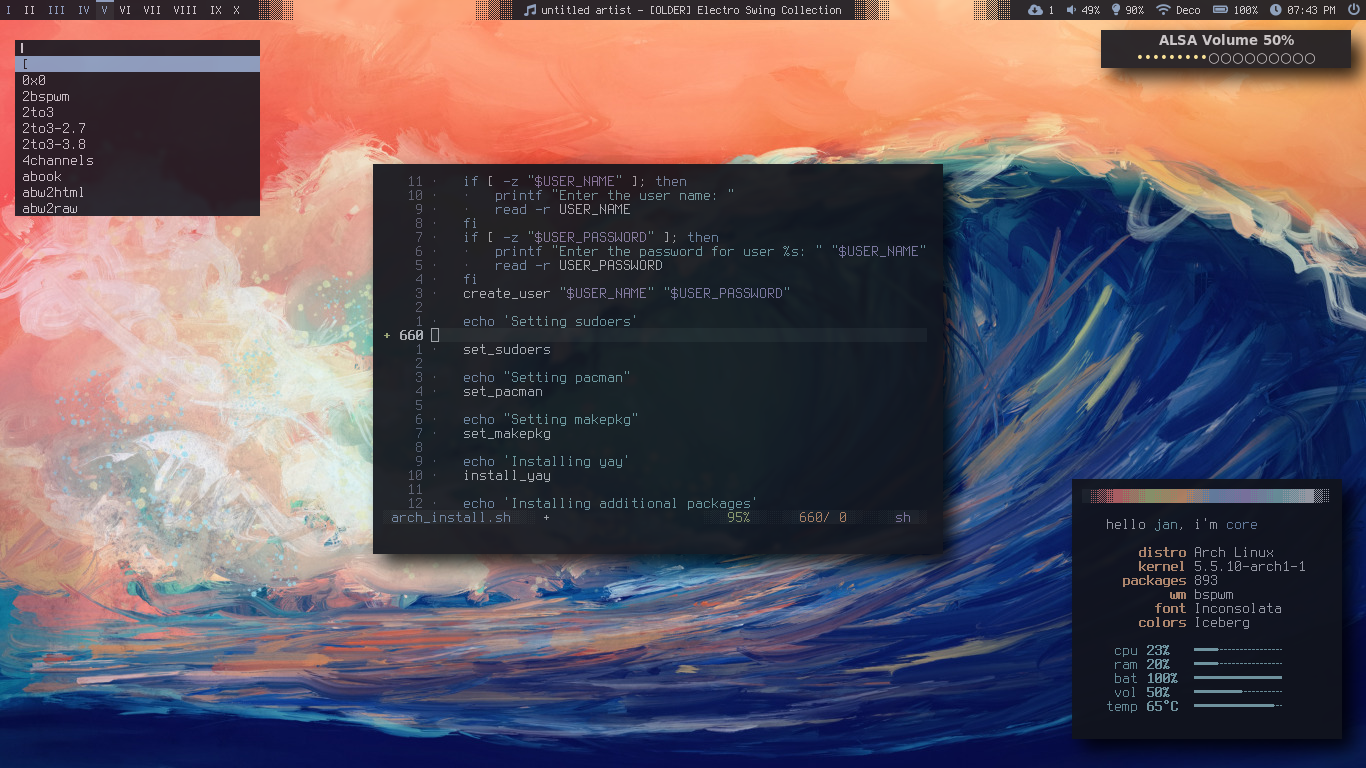 I II III IV V VI VII VIII IX X
untitled artist - [OLDER] Electro Swing Collection
1 49% 90% Deco 100% 07:43 PM
[
0x0
2bspwm
2to3
2to3-2.7
2to3-3.8
4channels
abook
abw2html
abw2raw
ALSA Volume 50%
11 · if [ -z "$USER_NAME" ]; then
10 · · printf "Enter the user name: "
9 · · read -r USER_NAME
8 · fi
7 · if [ -z "$USER_PASSWORD" ]; then
6 · · printf "Enter the password for user %s: " "$USER_NAME"
5 · · read -r USER_PASSWORD
4 · fi
3 · create_user "$USER_NAME" "$USER_PASSWORD"
2
1 · echo 'Setting sudoers'
+ 660
1 · set_sudoers
2
3 · echo "Setting pacman"
4 · set_pacman
5
6 · echo "Setting makepkg"
7 · set_makepkg
8
9 · echo 'Installing yay'
10 · install_yay
11
12 · echo 'Installing additional packages'
arch_install.sh + 95% 660/ 0 sh
hello jan, i'm core
distro Arch Linux
kernel 5.5.10-arch1-1
packages 893
wm bspwm
font Inconsolata
colors Iceberg
cpu 23%
ram 20%
bat 100%
vol 50%
temp 65°C